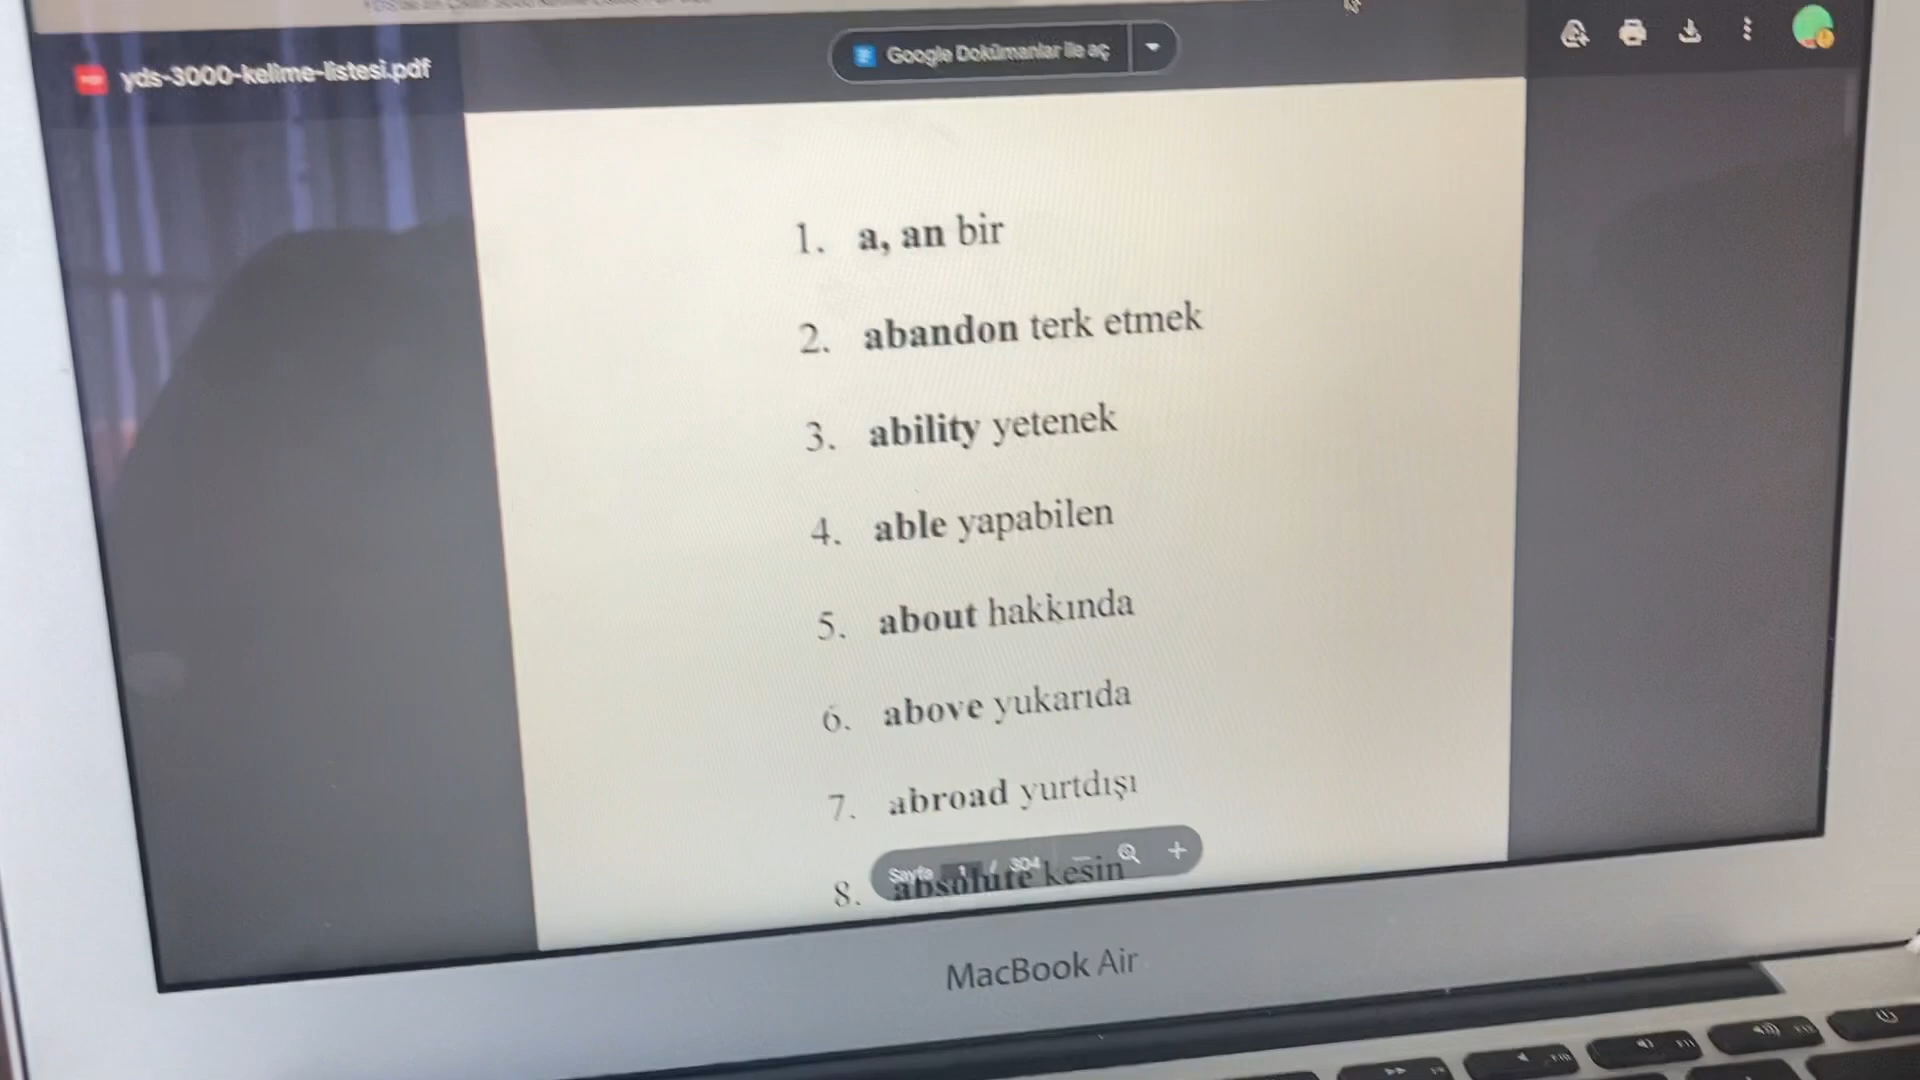 yds-3000-kelime-listesi.pdf
Google Dokümanlar ile aç
1. a, an bir
2. abandon terk etmek
3. ability yetenek
4. able yapabilen
5. about hakkında
6. above yukarıda
7. abroad yurtdışı
Sayfa 1 / 304
8. absolute kesin
MacBook Air